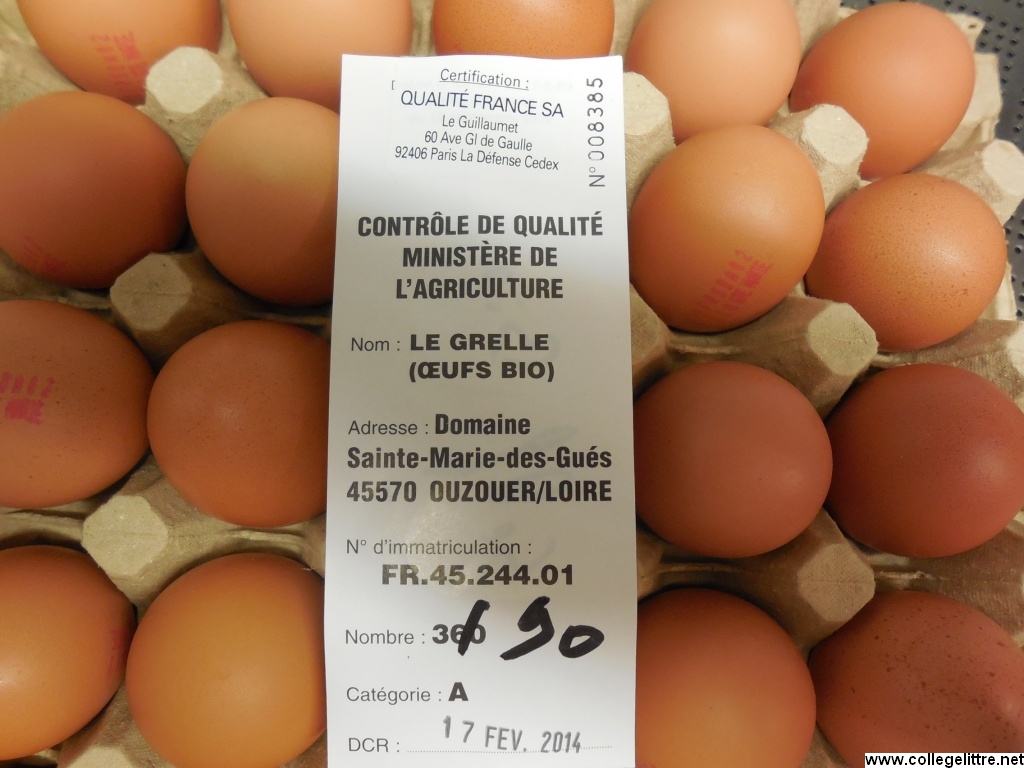 Certification :
QUALITÉ FRANCE SA
Le Guillaumet
60 Ave Gl de Gaulle
92406 Paris La Défense Cedex
N° 008385
CONTRÔLE DE QUALITÉ
MINISTÈRE DE
L'AGRICULTURE
Nom : LE GRELLE
(ŒUFS BIO)
Adresse : Domaine
Sainte-Marie-des-Gués
45570 OUZOUER/LOIRE
N° d'immatriculation :
FR.45.244.01
Nombre : 360 90
Catégorie : A
DCR : 17 FEV. 2014
www.collegelittre.net